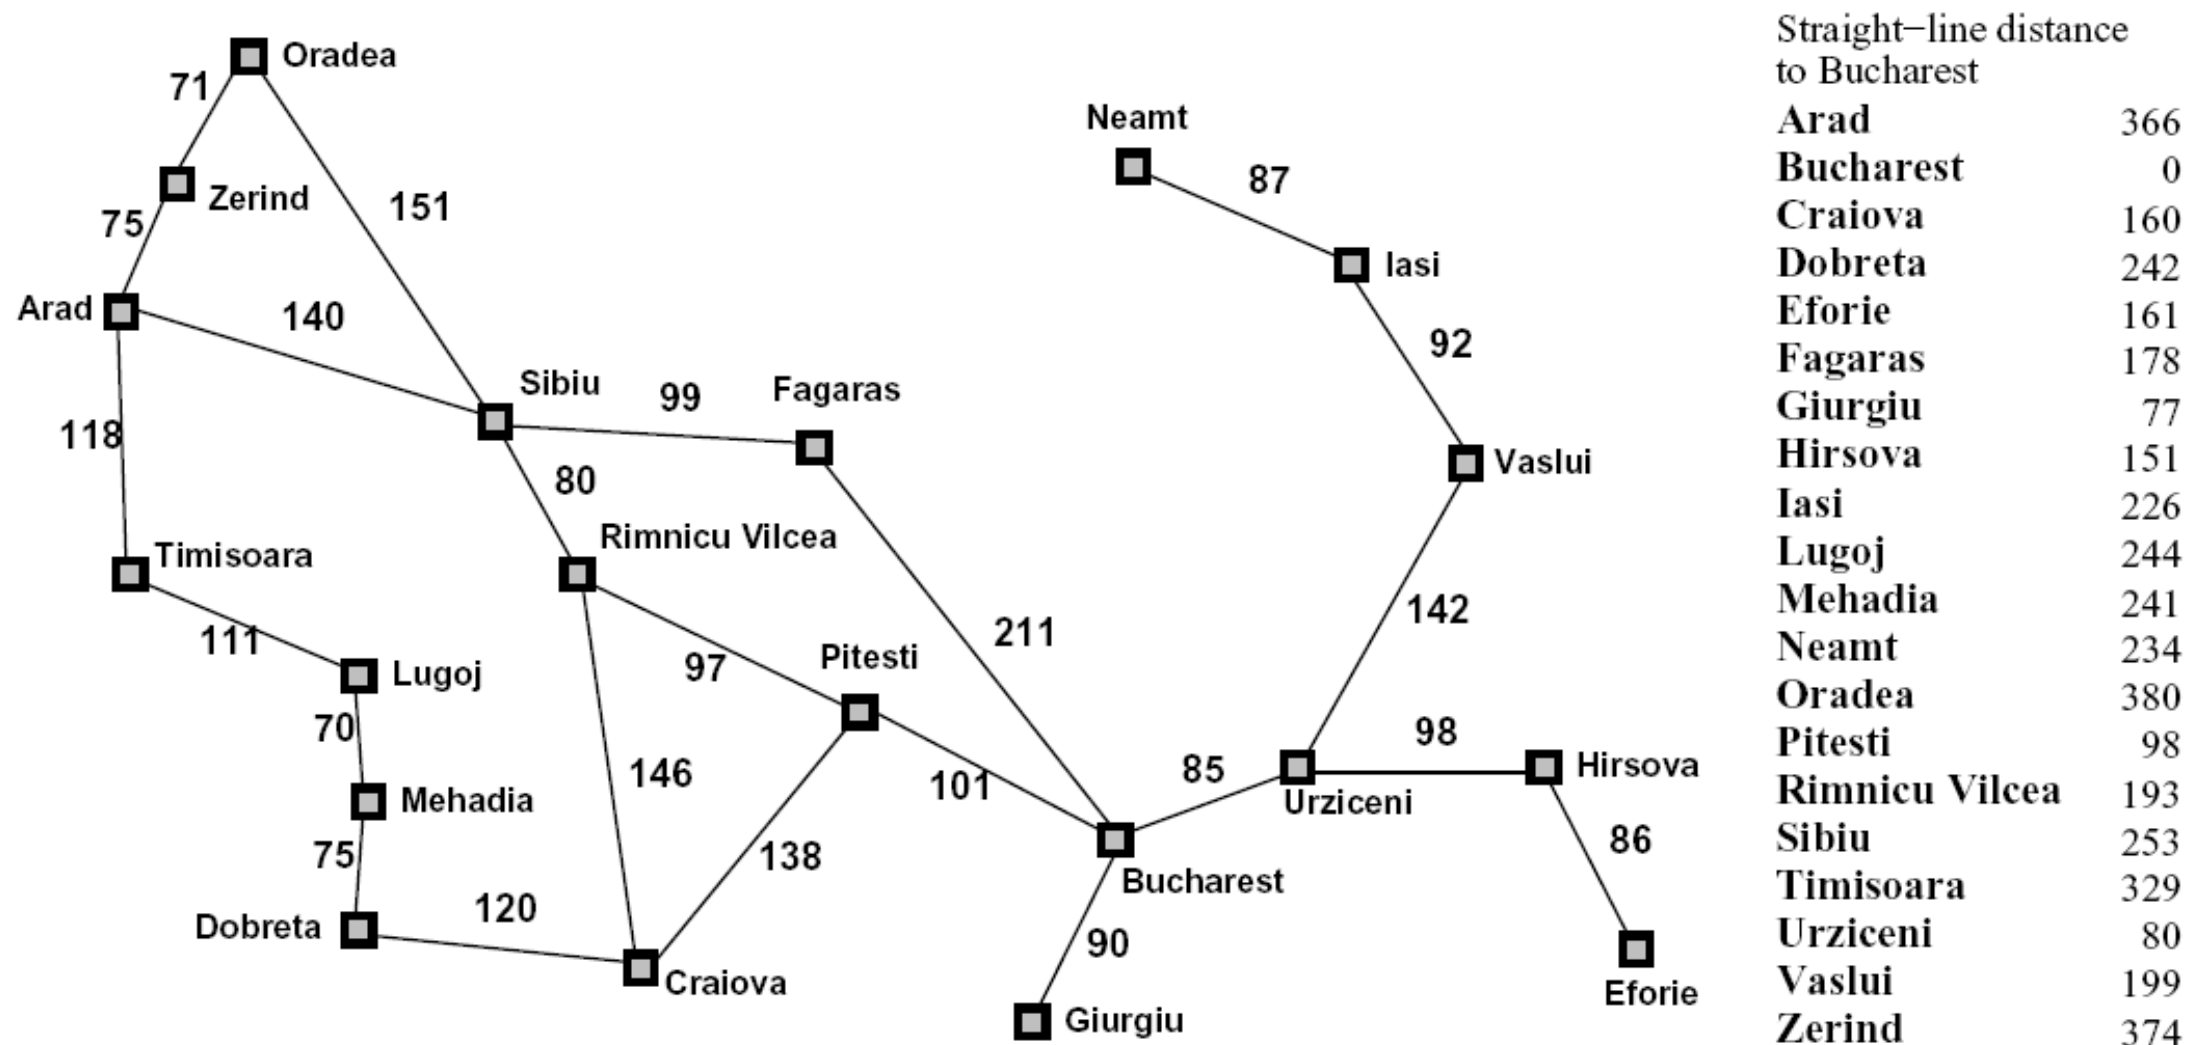 Straight−line distance
to Bucharest
Arad 366
Bucharest 0
Craiova 160
Dobreta 242
Eforie 161
Fagaras 178
Giurgiu 77
Hirsova 151
Iasi 226
Lugoj 244
Mehadia 241
Neamt 234
Oradea 380
Pitesti 98
Rimnicu Vilcea 193
Sibiu 253
Timisoara 329
Urziceni 80
Vaslui 199
Zerind 374
Oradea
71
Neamt
87
Zerind
151
75
Iasi
Arad
140
92
Sibiu
99
Fagaras
118
Vaslui
80
Rimnicu Vilcea
Timisoara
142
111
211
97
Pitesti
Lugoj
70
98
146
85
Hirsova
101
Mehadia
Urziceni
75
138
86
Bucharest
120
Dobreta
90
Craiova
Eforie
Giurgiu